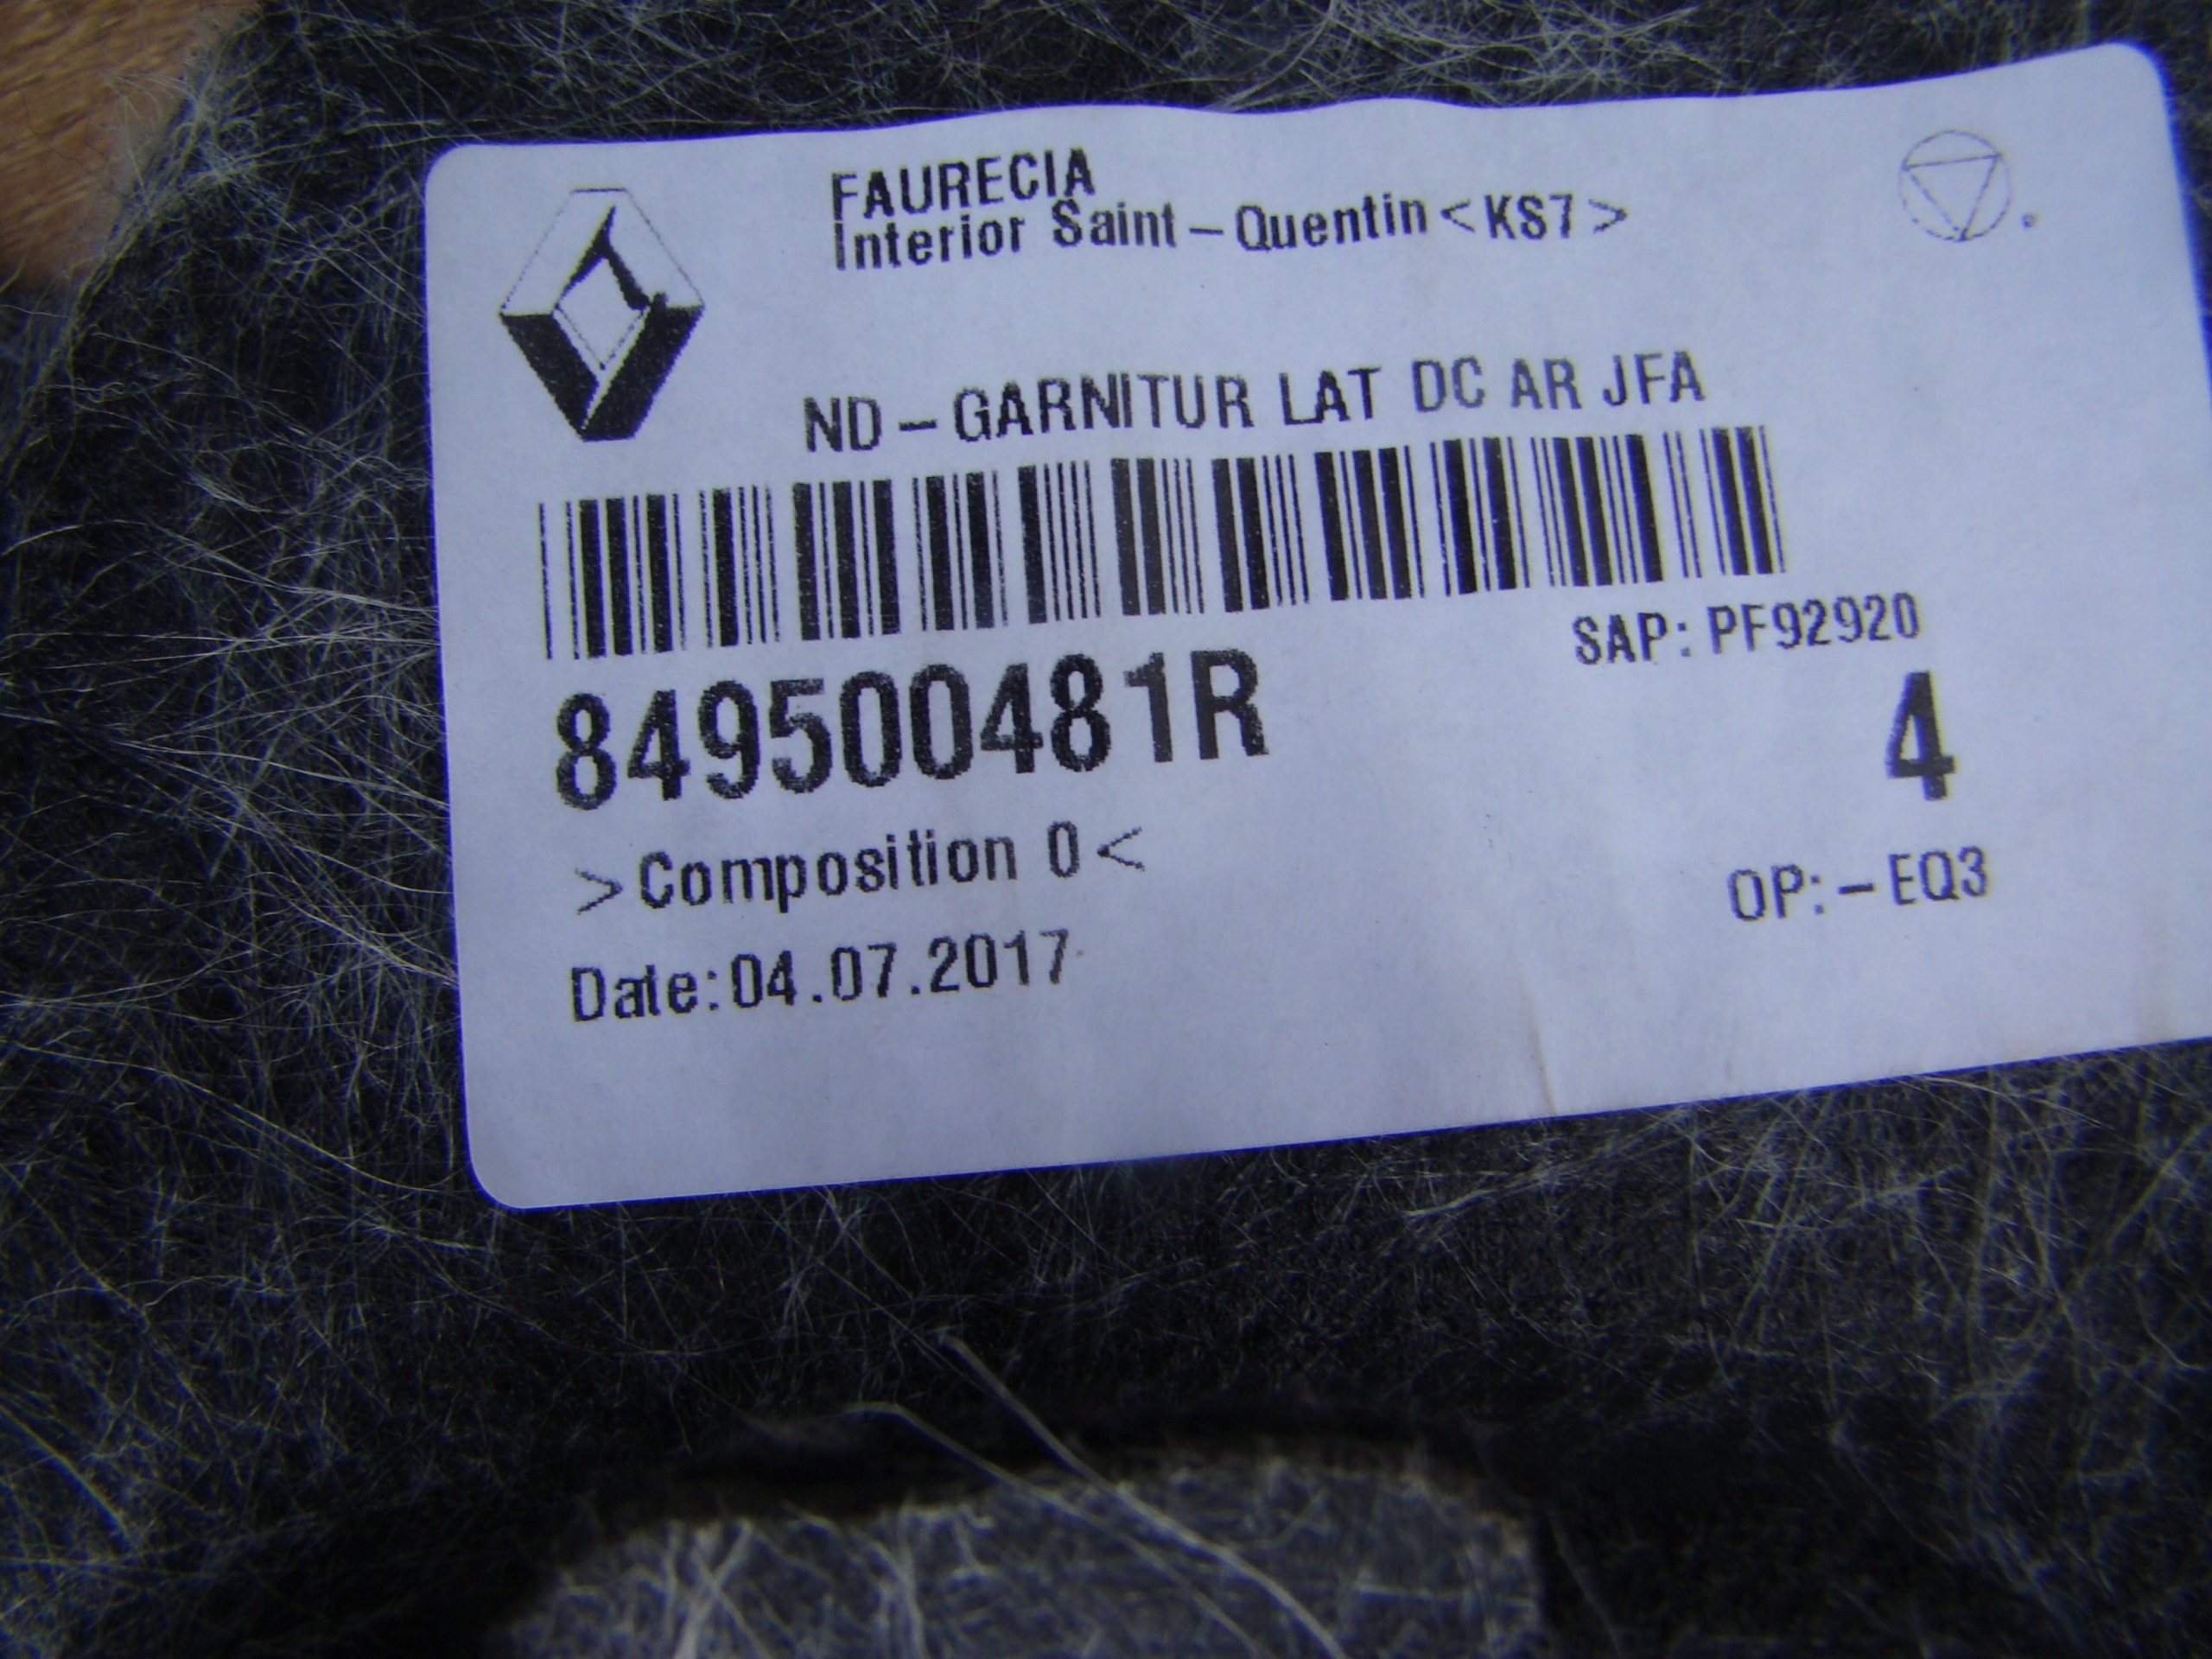 FAURECIA
Interior Saint-Quentin<KS7>
ND-GARNITUR LAT DC AR JFA
SAP: PF92920
849500481R
4
>Composition 0<
OP:-EQ3
Date:04.07.2017